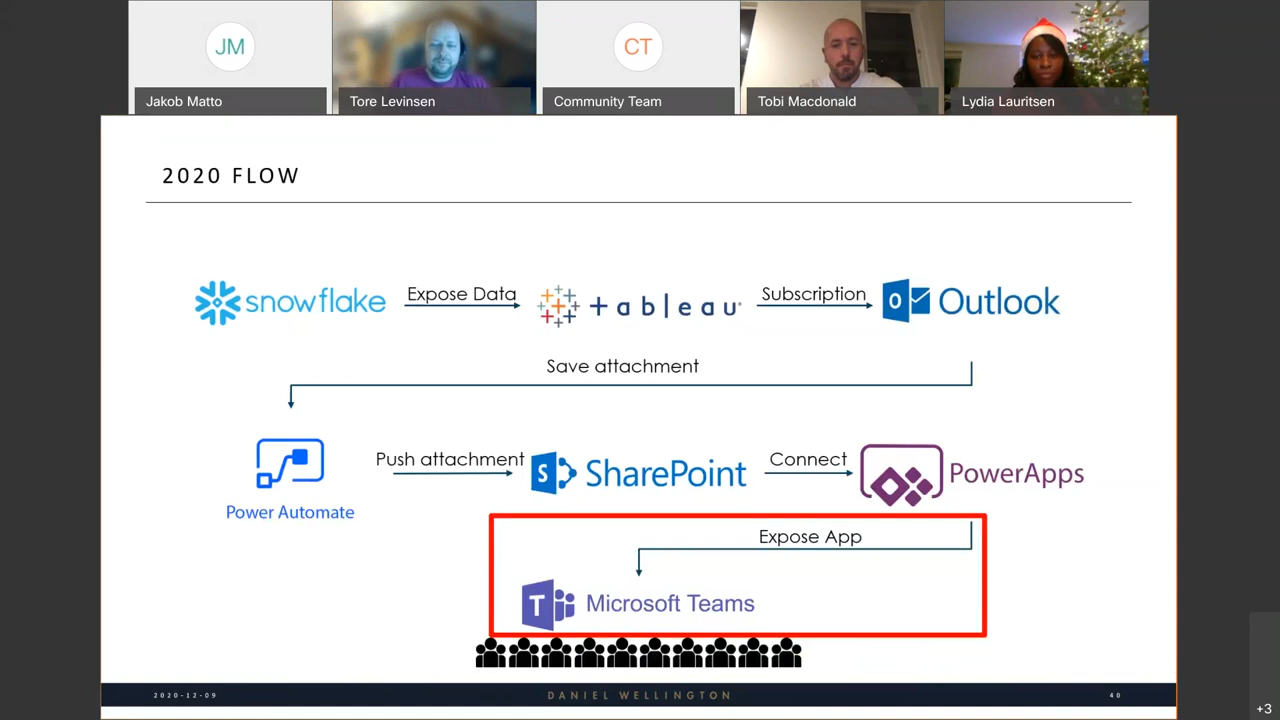 JM
CT
Jakob Matto
Tore Levinsen
Community Team
Tobi Macdonald
Lydia Lauritsen
2020 FLOW
snowflake
Expose Data
+ableau
Subscription
Outlook
Save attachment
Power Automate
Push attachment
SharePoint
Connect
PowerApps
Expose App
Microsoft Teams
2020-12-09
DANIEL WELLINGTON
40
+3